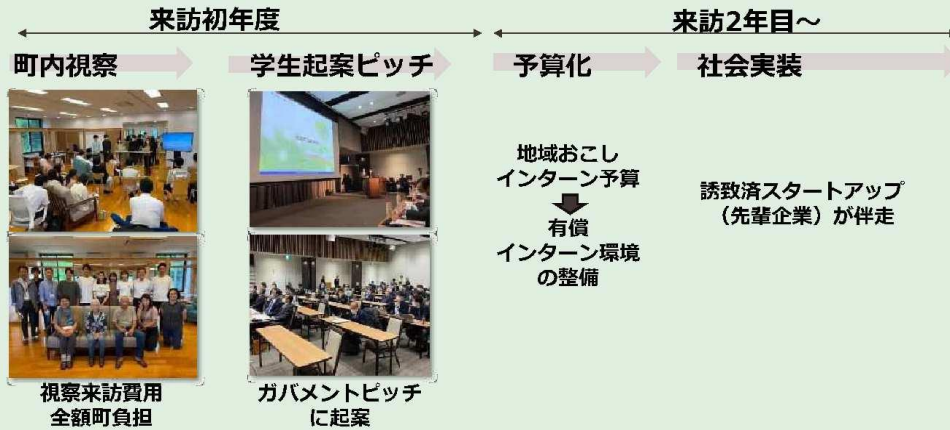 来訪初年度
来訪2年目～
町内視察
学生起案ピッチ
予算化
社会実装
視察来訪費用
全額町負担
ガバメントピッチ
に起案
地域おこし
インターン予算
有償
インターン環境
の整備
誘致済スタートアップ
（先輩企業）が伴走